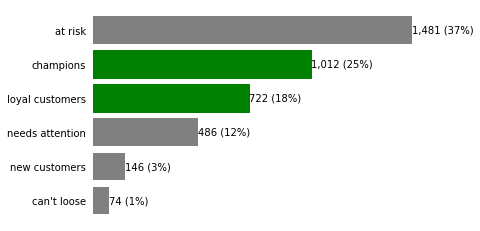 at risk 1,481 (37%)
champions 1,012 (25%)
loyal customers 722 (18%)
needs attention 486 (12%)
new customers 146 (3%)
can't loose 74 (1%)